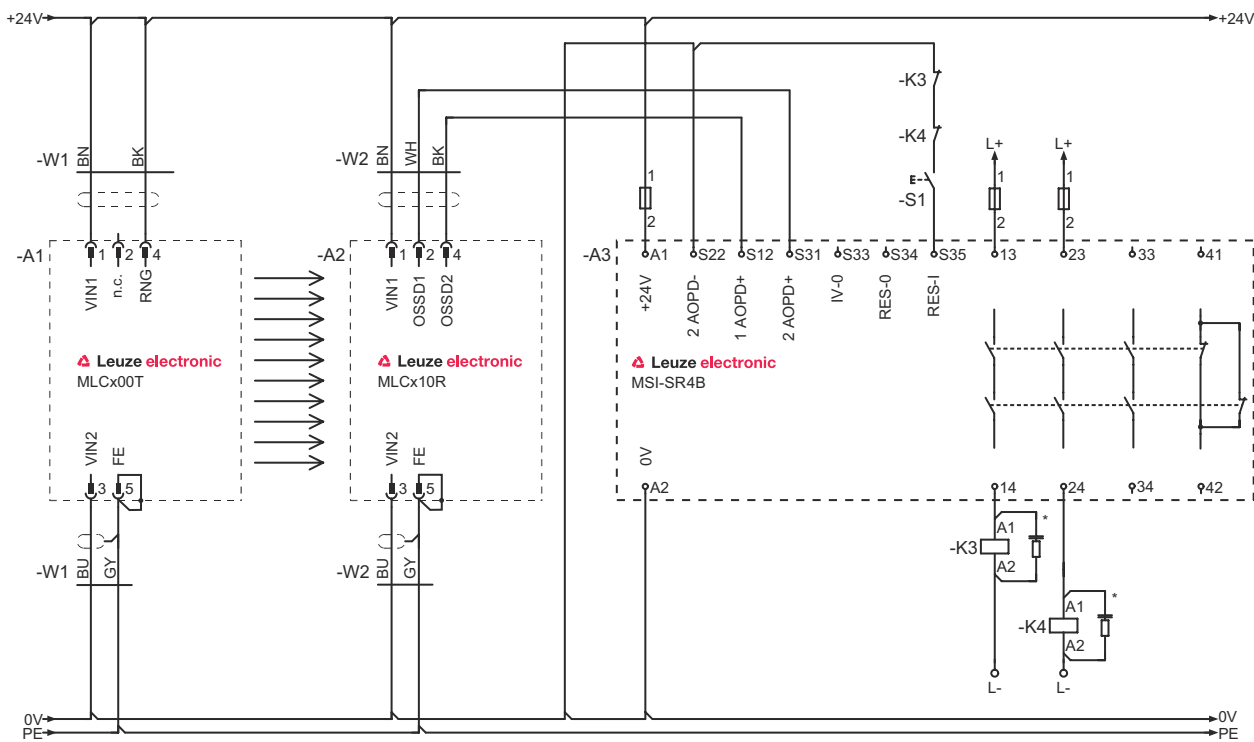 +24V +24V
-K3
-K4
L+ L+
-W1 BN BK -W2 BN WH BK
1 1 1
E -S1
2 2 2
-A1 1 2 4 -A2 1 2 4 -A3 A1 S22 S12 S31 S33 S34 S35 13 23 33 41
VIN1 n.c. RNG VIN1 OSSD1 OSSD2 +24V 2 AOPD- 1 AOPD+ 2 AOPD+ IV-0 RES-0 RES-I
Leuze electronic Leuze electronic Leuze electronic
MLCx00T MLCx10R MSI-SR4B
VIN2 FE VIN2 FE 0V
3 5 3 5 A2 14 24 34 42
A1 *
-K3
A2
-W1 BU GY -W2 BU GY
A1 *
-K4
A2
L- L-
0V 0V
PE PE